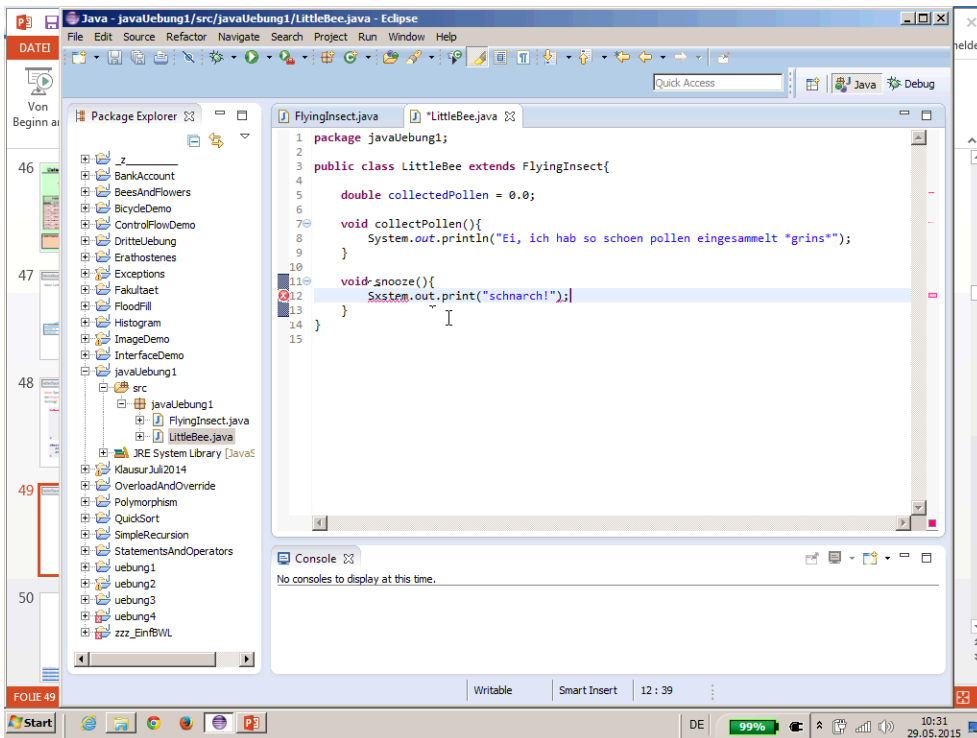 DATEI
Von
Beginn
46
47
48
49
50
FOLIE 49
Java - javaUebung1/src/javaUebung1/LittleBee.java - Eclipse
File Edit Source Refactor Navigate Search Project Run Window Help
Quick Access
Java
Debug
Package Explorer
_z_________
BankAccount
BeesAndFlowers
BicycleDemo
ControlFlowDemo
DritteUebung
Erathostenes
Exceptions
Fakultaet
FloodFill
Histogram
ImageDemo
InterfaceDemo
javaUebung1
src
javaUebung1
FlyingInsect.java
LittleBee.java
JRE System Library [JavaS
KlausurJuli2014
OverloadAndOverride
Polymorphism
QuickSort
SimpleRecursion
StatementsAndOperators
uebung1
uebung2
uebung3
uebung4
zzz_EinfBWL
FlyingInsect.java
*LittleBee.java
1 package javaUebung1;
2
3 public class LittleBee extends FlyingInsect{
4
5 double collectedPollen = 0.0;
6
7 void collectPollen(){
8 System.out.println("Ei, ich hab so schoen pollen eingesammelt *grins*");
9 }
10
11 void snooze(){
12 Sxstem.out.print("schnarch!");
13 }
14 }
15
Console
No consoles to display at this time.
Writable
Smart Insert
12 : 39
Start
DE
99%
10:31
29.05.2015